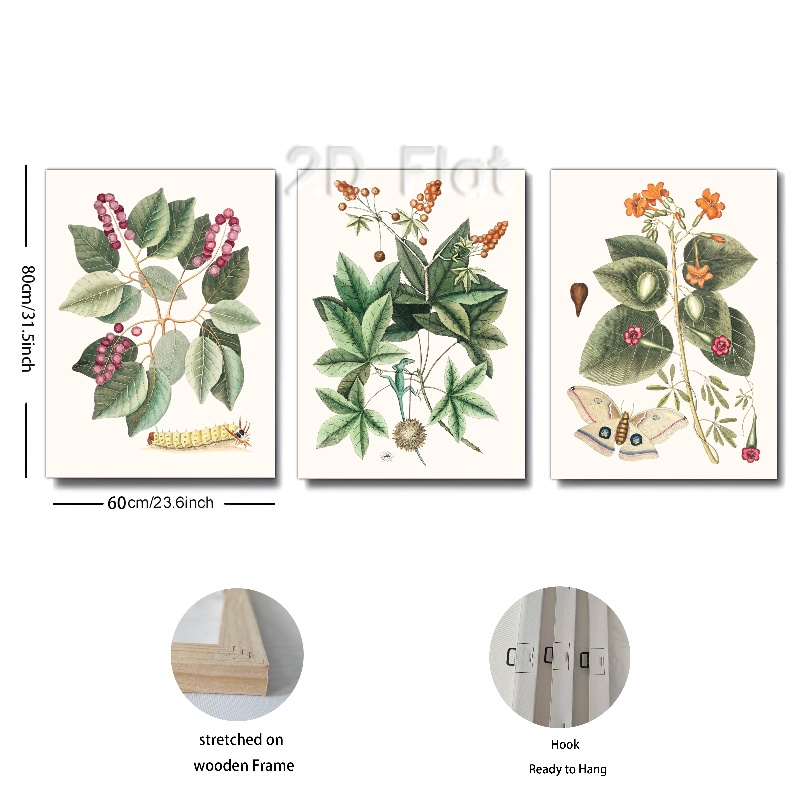 2D Flat
80cm/31.5inch
60cm/23.6inch
stretched on
wooden Frame
Hook
Ready to Hang